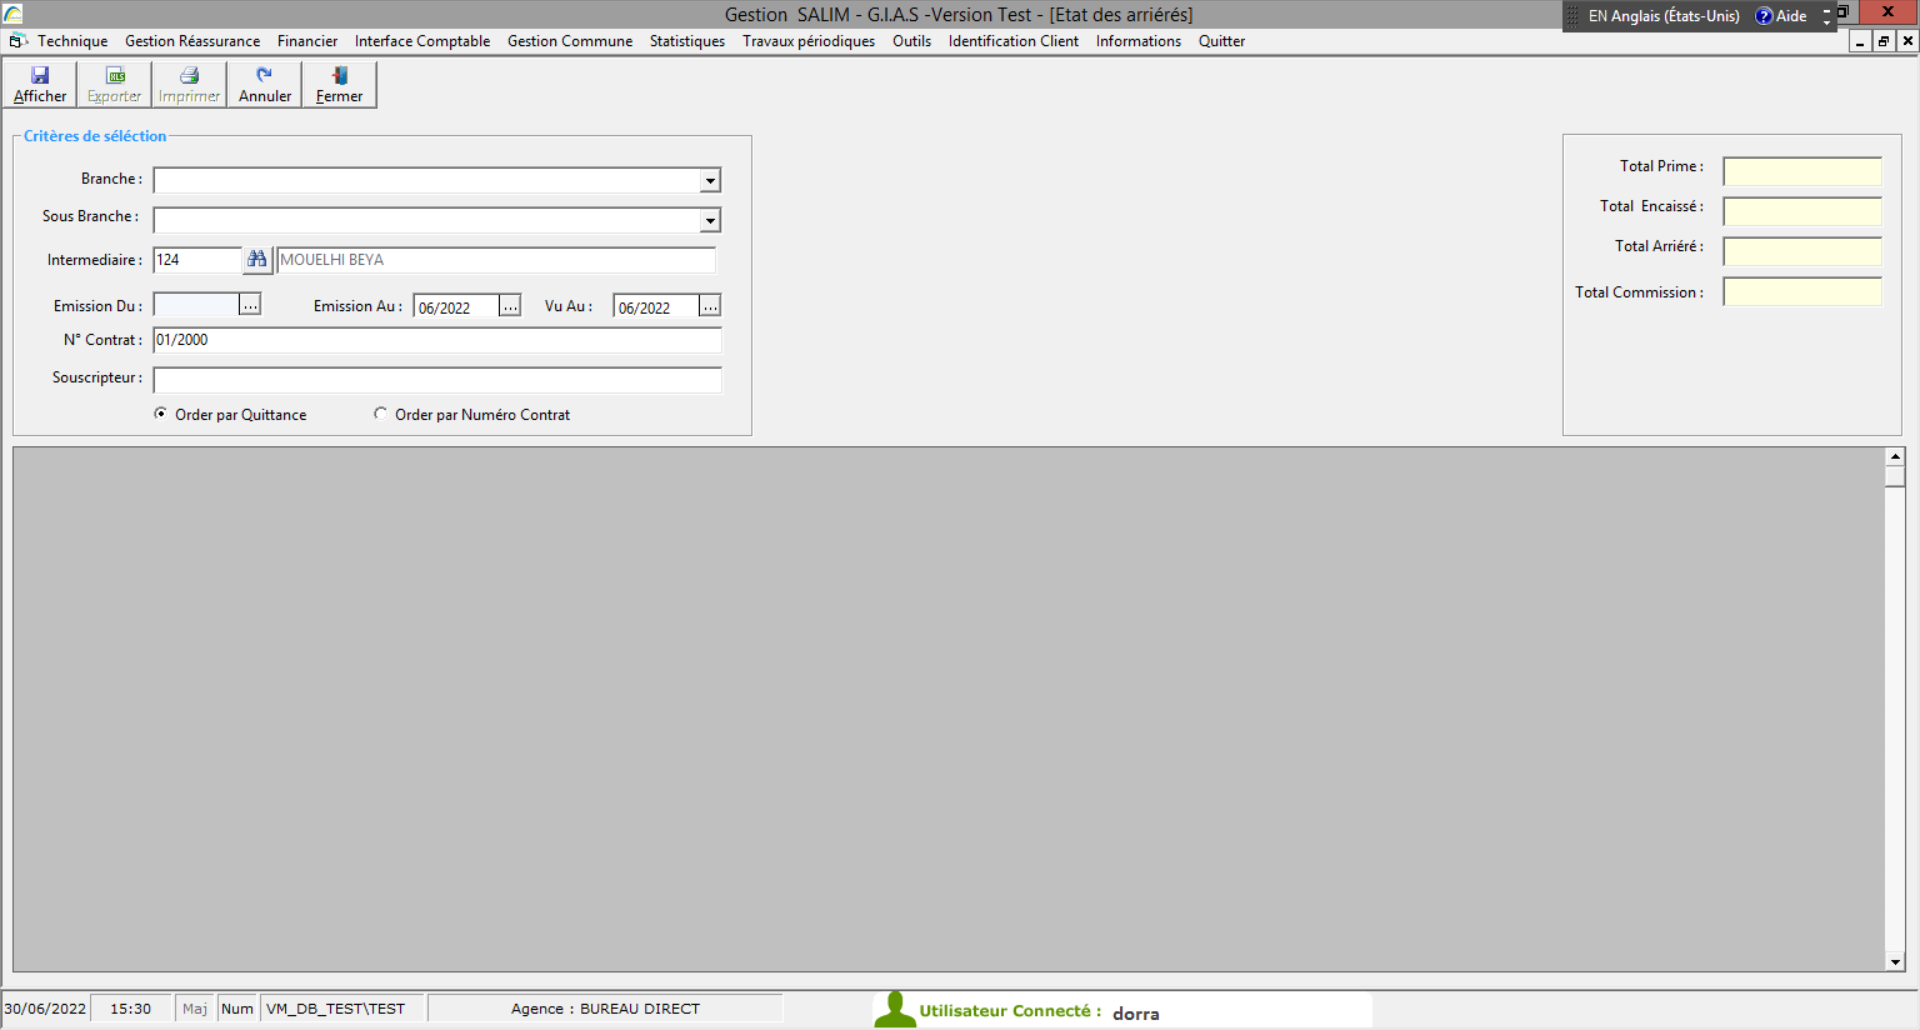 Gestion SALIM - G.I.A.S -Version Test - [Etat des arriérés]
EN Anglais (États-Unis) Aide
Technique Gestion Réassurance Financier Interface Comptable Gestion Commune Statistiques Travaux périodiques Outils Identification Client Informations Quitter
Afficher Exporter Imprimer Annuler Fermer
Critères de séléction
Branche :
Sous Branche :
Intermediaire : 124 MOUELHI BEYA
Emission Du : ... Emission Au : 06/2022 ... Vu Au : 06/2022 ...
N° Contrat : 01/2000
Souscripteur :
Order par Quittance Order par Numéro Contrat
Total Prime :
Total Encaissé :
Total Arriéré :
Total Commission :
30/06/2022 15:30 Maj Num VM_DB_TEST\TEST Agence : BUREAU DIRECT Utilisateur Connecté : dorra